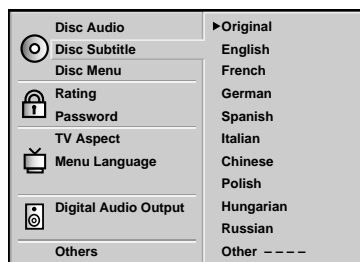 Disc Audio
Disc Subtitle
Disc Menu
Rating
Password
TV Aspect
Menu Language
Digital Audio Output
Others
►Original
English
French
German
Spanish
Italian
Chinese
Polish
Hungarian
Russian
Other – – – –